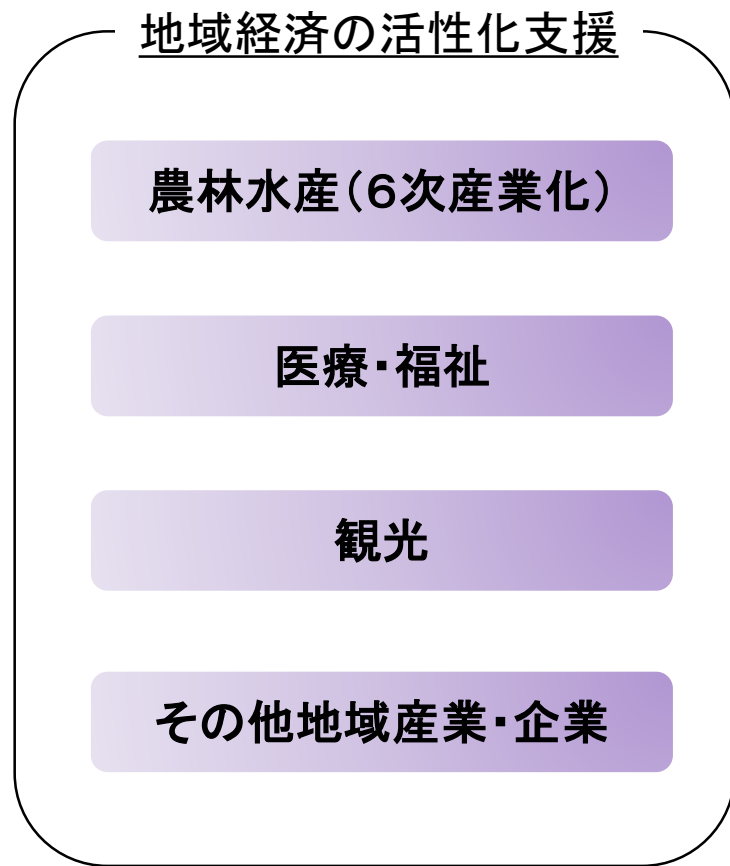 地域経済の活性化支援
農林水産（６次産業化）
医療・福祉
観光
その他地域産業・企業